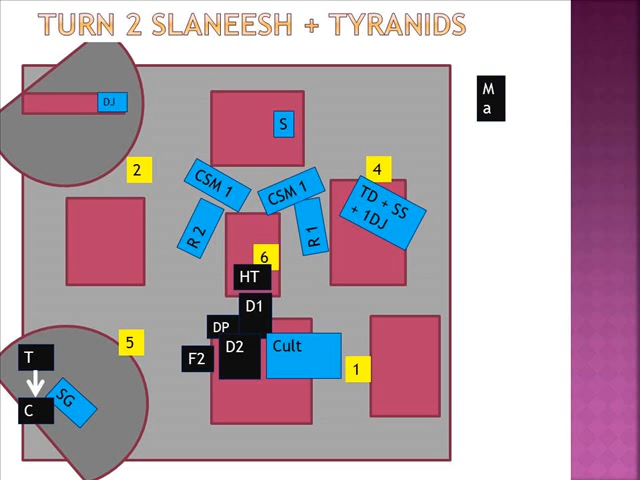 TURN 2 SLANEESH + TYRANIDS
M
a
DJ
S
2
4
CSM 1
CSM 1
TD + SS
+ 1DJ
R 2
R 1
6
HT
D1
DP
5
D2
Cult
T
F2
1
SG
C